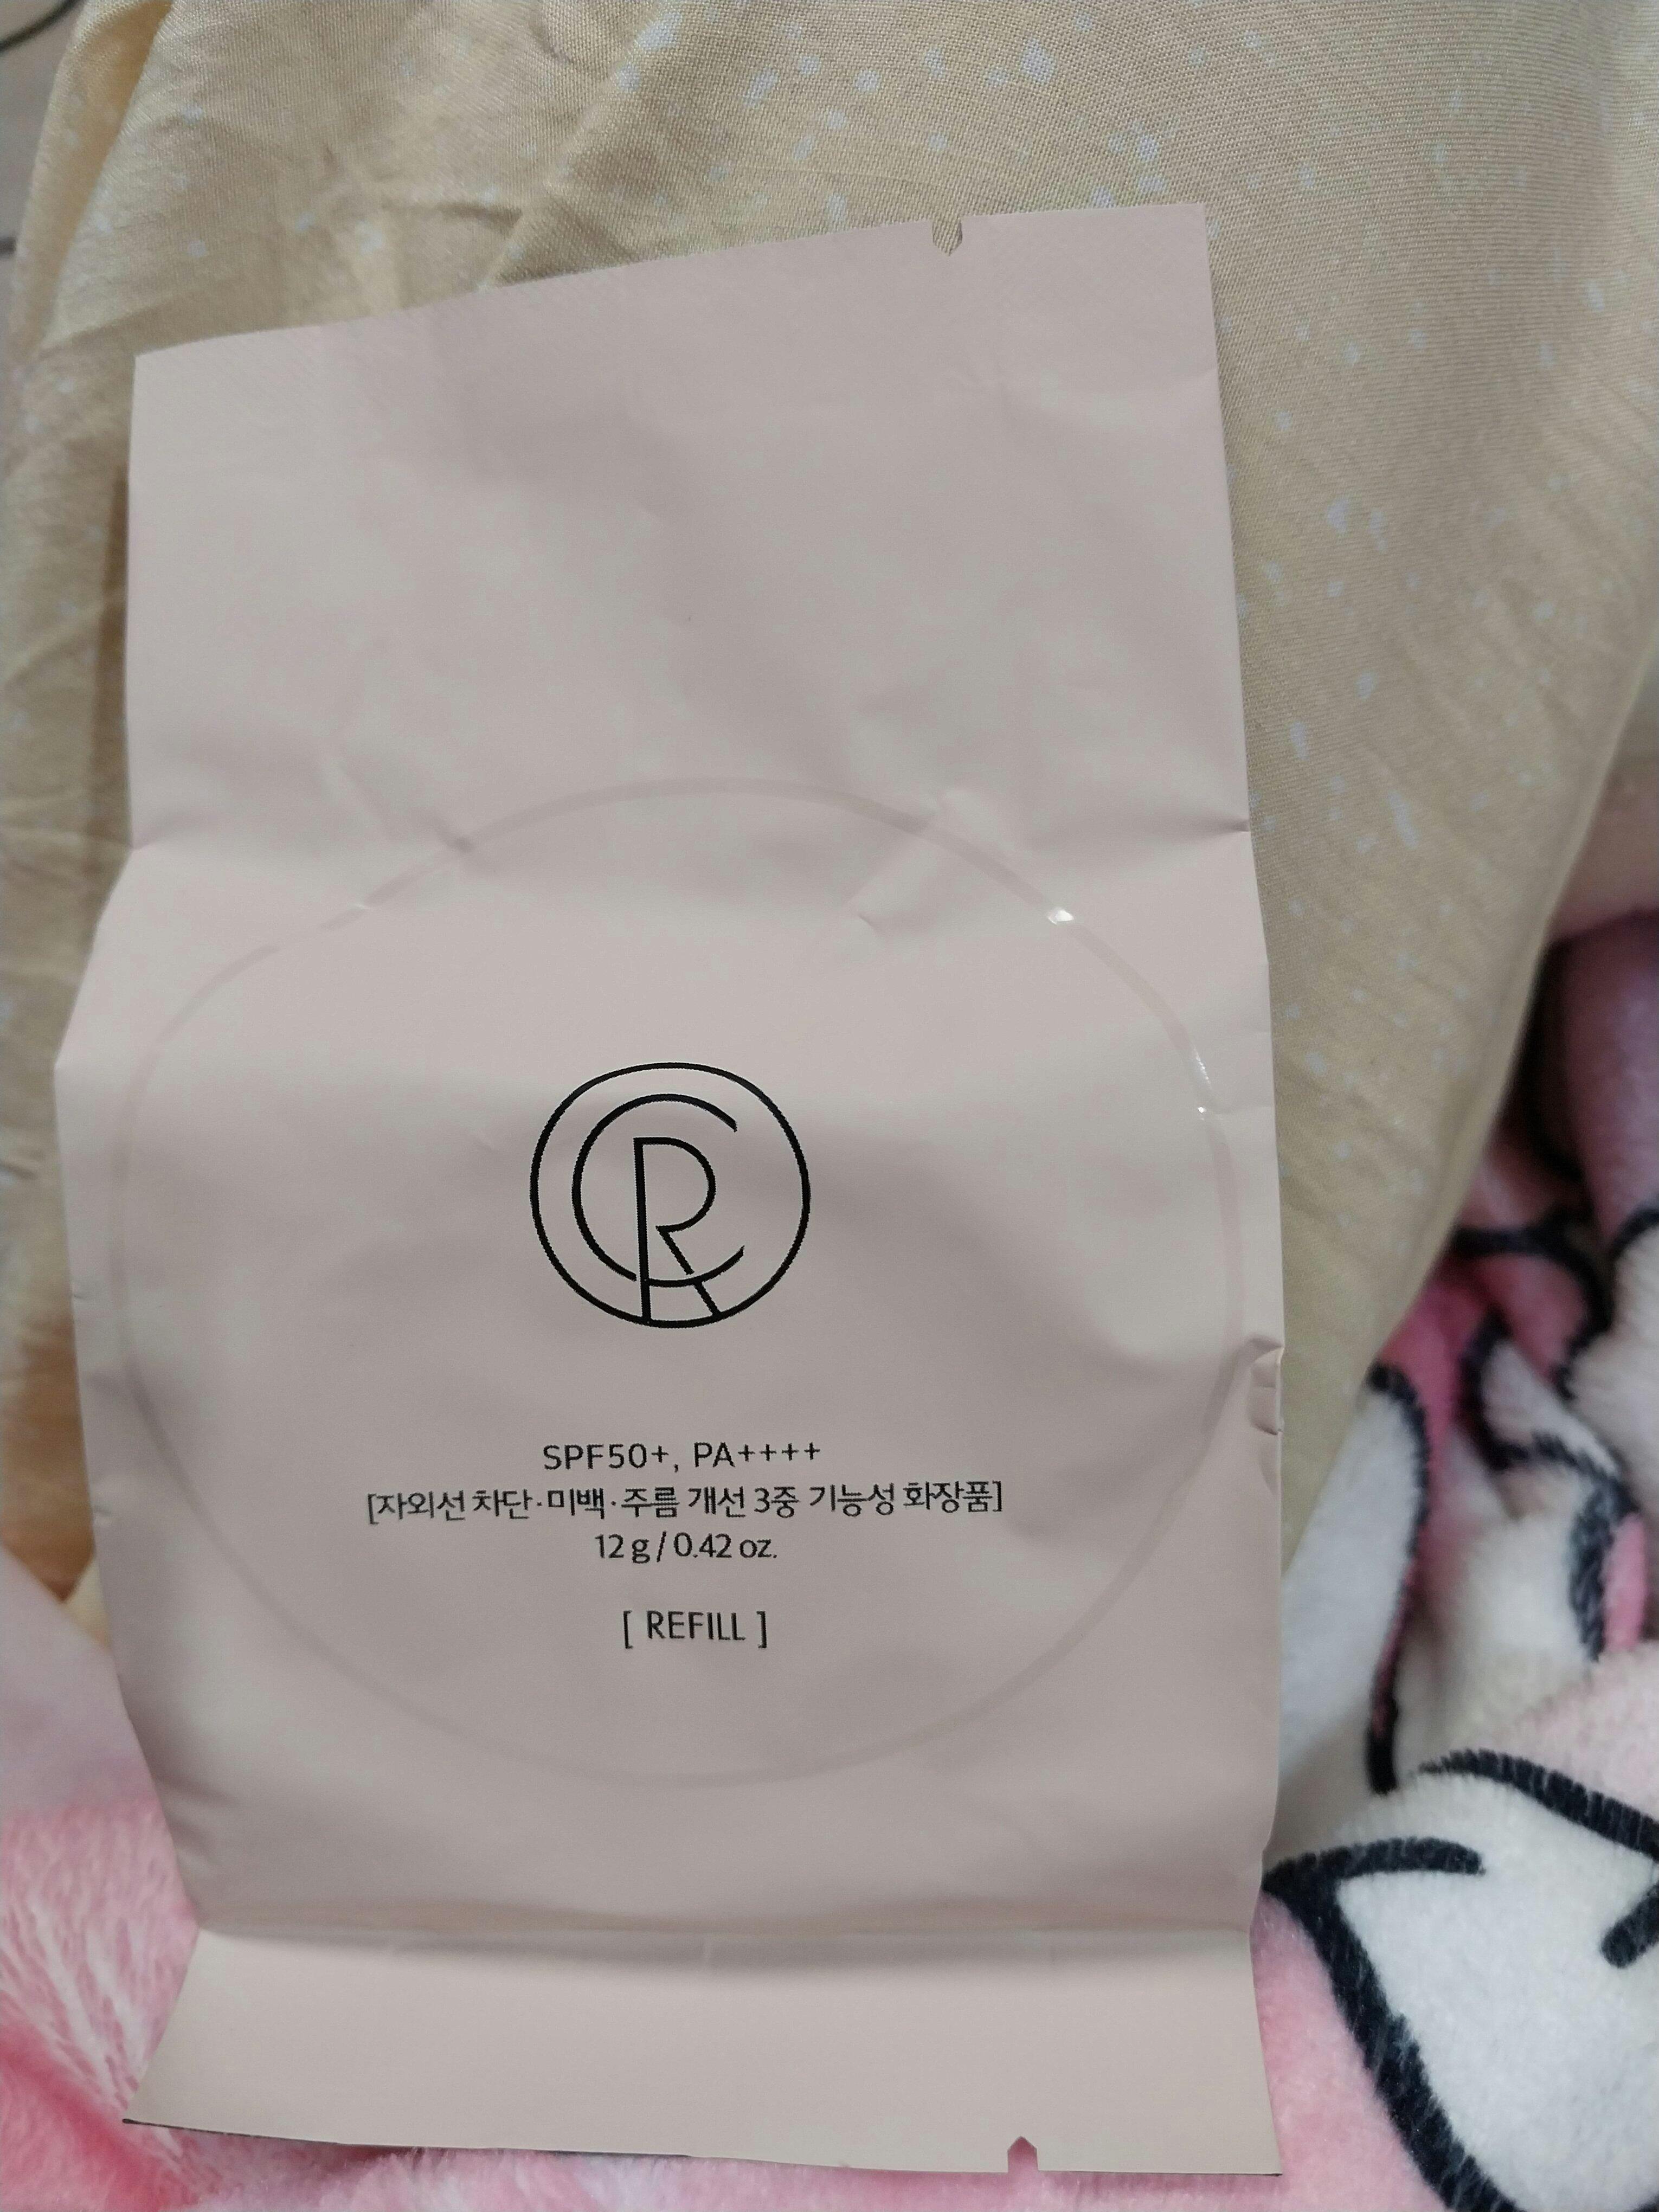 CR
SPF50+, PA++++
[자외선 차단·미백·주름 개선 3중 기능성 화장품]
12 g / 0.42 oz.
[ REFILL ]